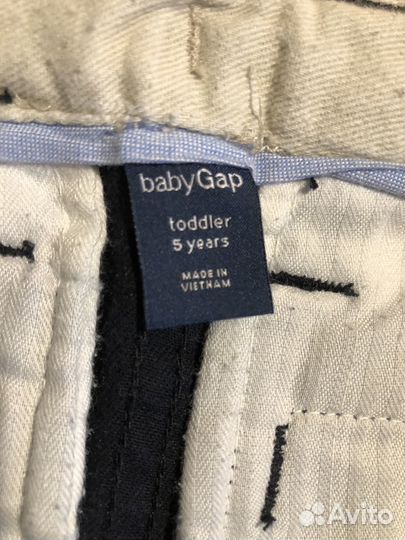 babyGap
toddler
5 years
MADE IN
VIETNAM
Avito